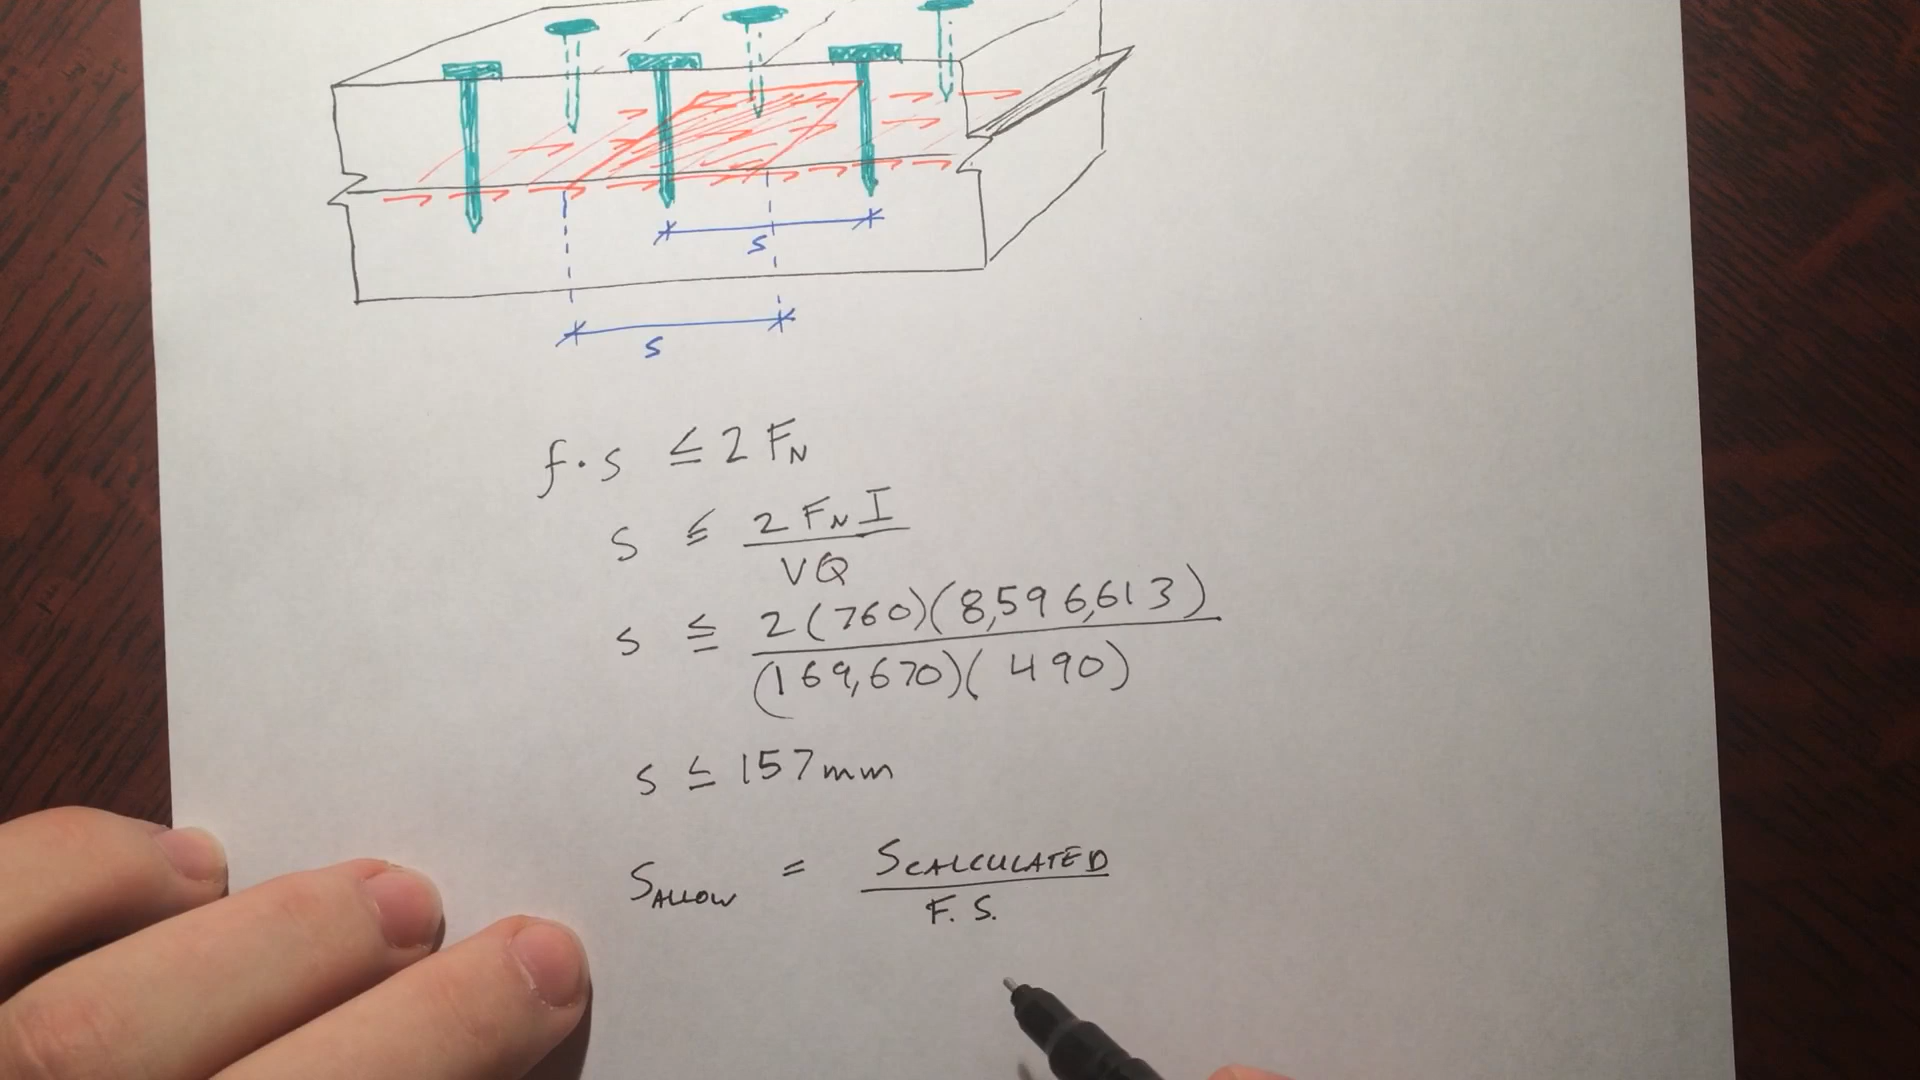 s
s
f · s ≤ 2 F_N
s ≤ 2 F_N I / VQ
s ≤ 2(760)(8,596,613) / (169,670)(490)
s ≤ 157mm
S_ALLOW = S_CALCULATED / F.S.